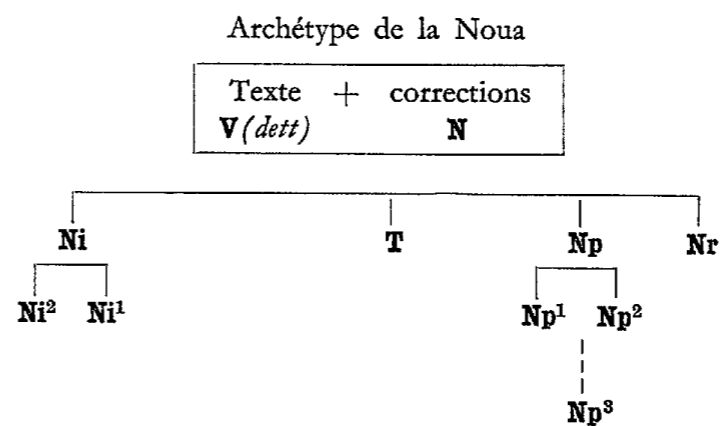 Archétype de la Noua
Texte + corrections
V(dett) N
Ni T Np Nr
Ni² Ni¹ Np¹ Np²
Np³